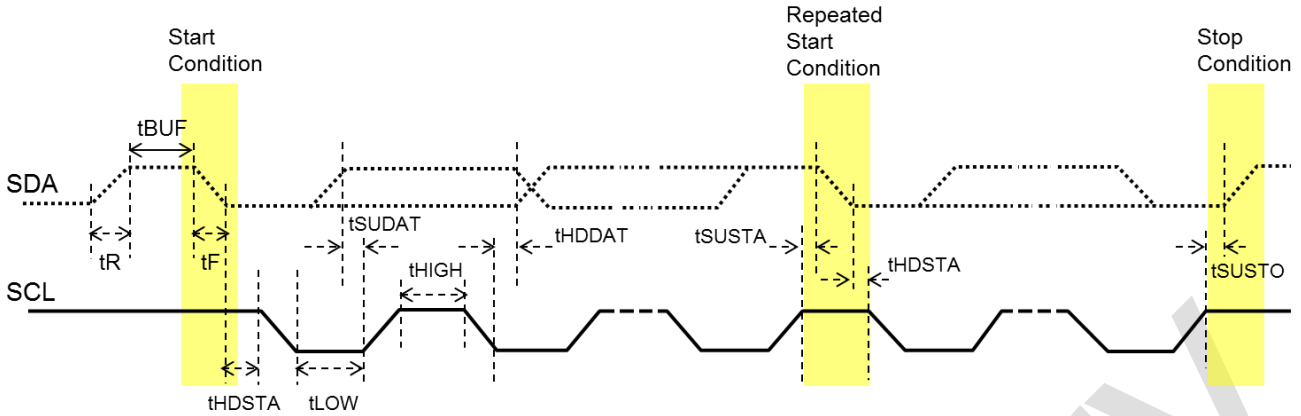 Start
Condition
Repeated
Start
Condition
Stop
Condition
tBUF
SDA
tSUDAT
tHDDAT
tSUSTA
tR
tF
tHIGH
tHDSTA
tSUSTO
SCL
tHDSTA
tLOW